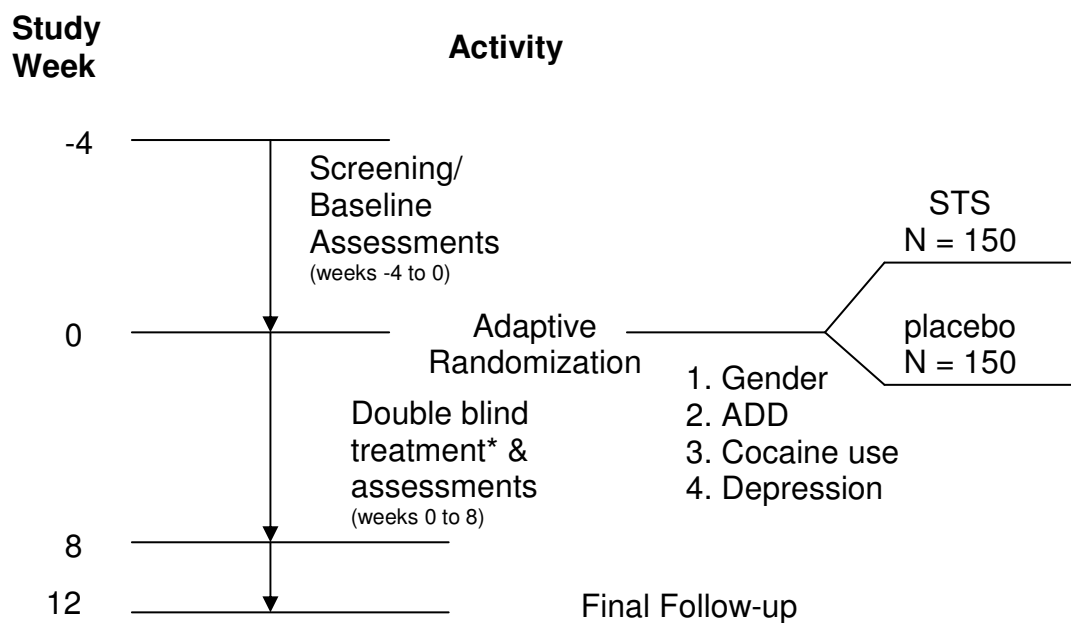 Study
Week
Activity
-4
Screening/
Baseline
Assessments
(weeks -4 to 0)
STS
N = 150
0
Adaptive
Randomization
placebo
N = 150
1. Gender
2. ADD
3. Cocaine use
4. Depression
Double blind
treatment* &
assessments
(weeks 0 to 8)
8
12
Final Follow-up